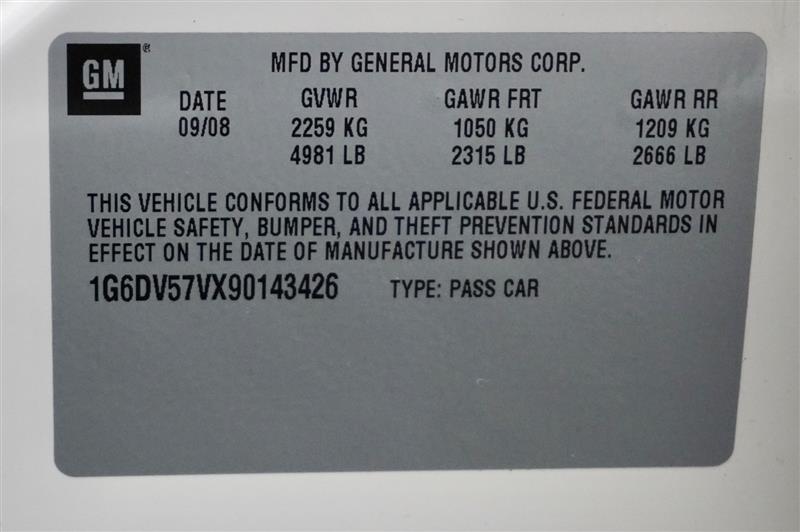 GM ®
MFD BY GENERAL MOTORS CORP.
DATE GVWR GAWR FRT GAWR RR
09/08 2259 KG 1050 KG 1209 KG
4981 LB 2315 LB 2666 LB
THIS VEHICLE CONFORMS TO ALL APPLICABLE U.S. FEDERAL MOTOR
VEHICLE SAFETY, BUMPER, AND THEFT PREVENTION STANDARDS IN
EFFECT ON THE DATE OF MANUFACTURE SHOWN ABOVE.
1G6DV57VX90143426 TYPE: PASS CAR